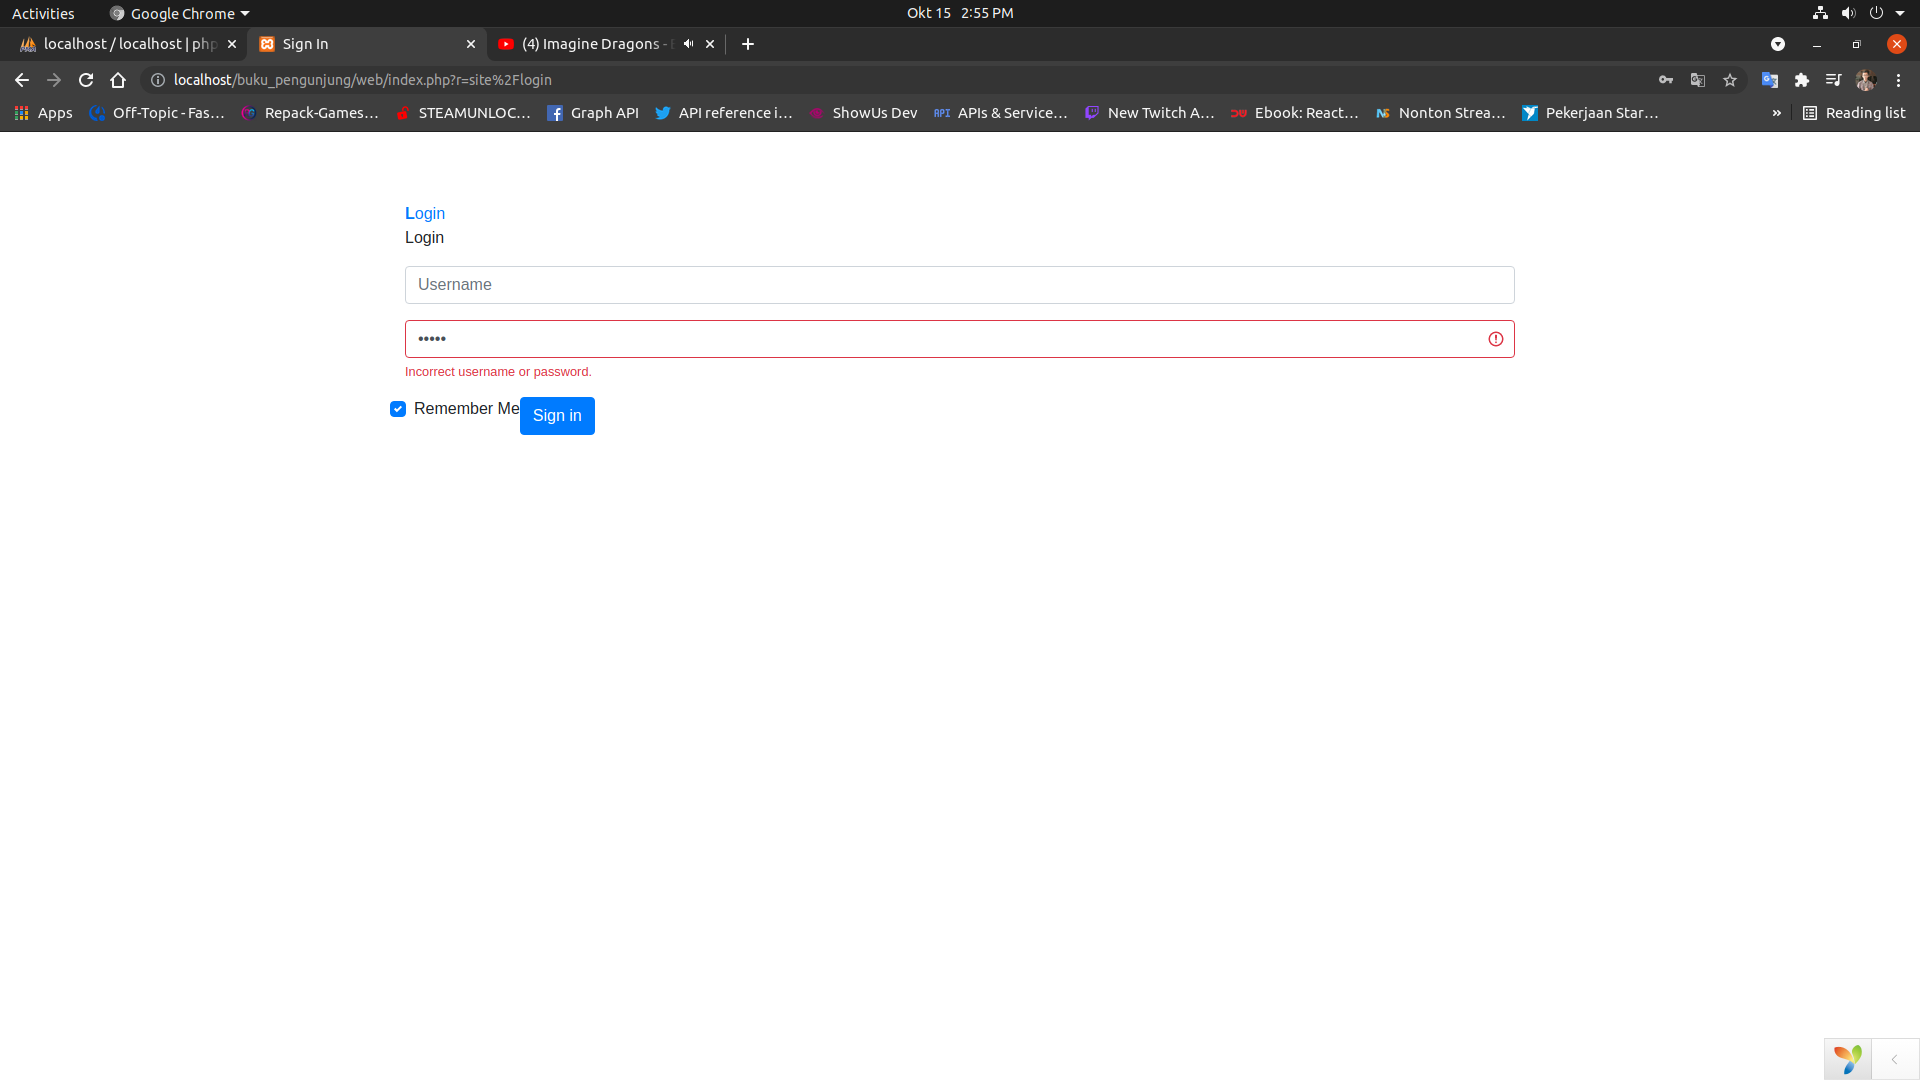 Activities Google Chrome Okt 15 2:55 PM
localhost / localhost | php Sign In (4) Imagine Dragons -
localhost/buku_pengunjung/web/index.php?r=site%2Flogin
Apps Off-Topic - Fas... Repack-Games... STEAMUNLOC... Graph API API reference i... ShowUs Dev API APIs & Service... New Twitch A... Ebook: React... Nonton Strea... Pekerjaan Star... » Reading list
Login
Login
Username
•••••
Incorrect username or password.
Remember Me Sign in